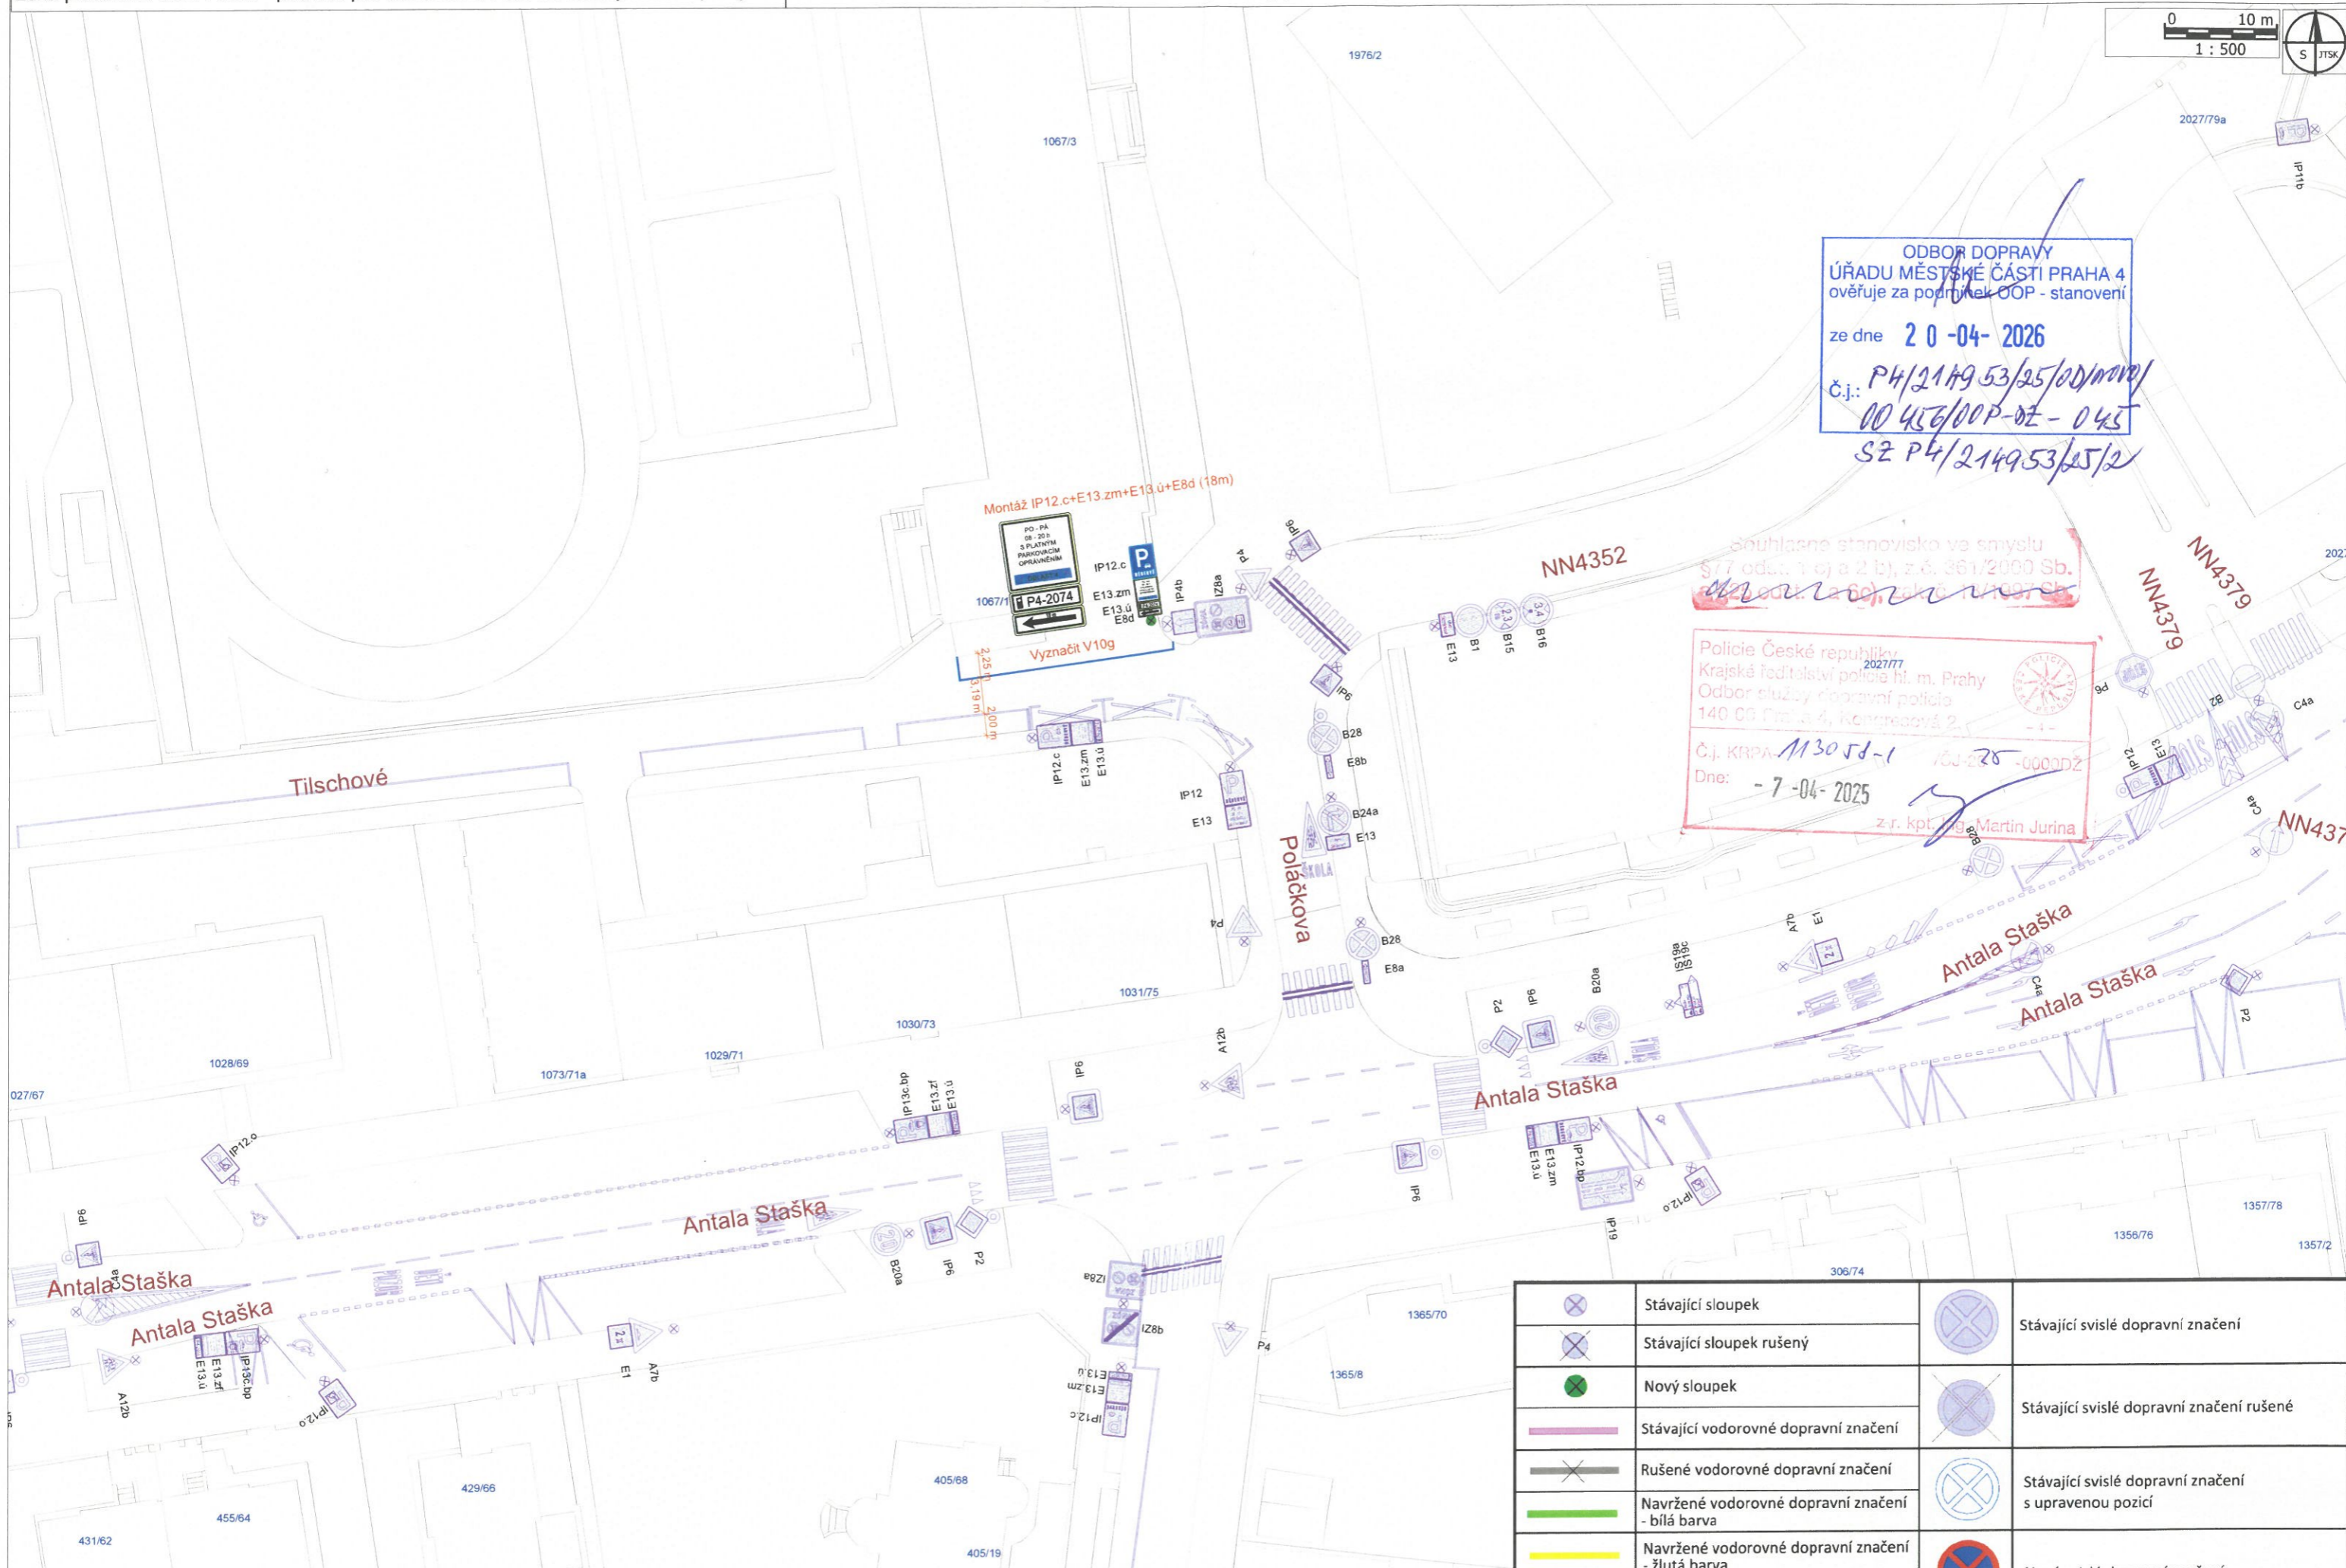 0 10 m
1 : 500
S JTSK
1976/2
1067/3
2027/79a
IP11b
ODBOR DOPRAVY
ÚŘADU MĚSTSKÉ ČÁSTI PRAHA 4
ověřuje za podmínek OOP - stanovení
ze dne 20 -04- 2026
Č.j.: P4/214953/25/OD/
00456/OOP-DZ-045
SZ P4/214953/25/2
Montáž IP12.c+E13.zm+E13.ú+E8d (18m)
PO - PÁ
08 - 20 h
S PLATNÝM
PARKOVACÍM
OPRÁVNĚNÍM
P4-2074
1067/1
IP12.c
E13.zm
E13.ú
E8d
P
IP4b
IZ8a
P4
IP6
Vyznačit V10g
2,25 m
3,19 m
2,00 m
NN4352
E13
B1
B15
B16
IP6
Souhlasné stanovisko ve smyslu
361/2000 Sb.
Policie České republiky
Krajské ředitelství policie hl. m. Prahy
Odbor služby dopravní policie
140 00 Praha 4, Kongresová 2
Č.j. KRPA-113058-1 25 -0000DŽ
Dne: - 7 -04- 2025
z r. kpt. Ing. Martin Jurina
2027/77
NN4379
NN4379
P6
B2
C4a
IP12
E13
C4a
NN437
B28
Tilschové
IP12.c
E13.zm
E13.ú
IP12
E13
B28
E8b
B24a
E13
Poláčkova
ŠKOLA
P4
B28
E8a
1031/75
1030/73
1029/71
1073/71a
1028/69
027/67
A12b
IP6
IP13c.bp
E13.zf
E13.ú
P2
IP6
B20a
20
IS19a
IS19c
A7b
E1
Antala Staška
Antala Staška
C4a
P2
Antala Staška
E13.ú
E13.zm
IP12.bp
IP19
IP12.o
IP6
IP12.o
IP6
C4a
Antala Staška
Antala Staška
Antala Staška
B20a
IP6
P2
E13.ú
E13.zf
IP13c.bp
A12b
IP12.o
E1
A7b
IZ8a
IZ8b
E13.ú
E13.zm
IP12.c
P4
1365/70
1365/8
306/74
1356/76
1357/78
1357/2
429/66
455/64
431/62
405/68
405/19
Stávající sloupek
Stávající sloupek rušený
Nový sloupek
Stávající vodorovné dopravní značení
Rušené vodorovné dopravní značení
Navržené vodorovné dopravní značení
- bílá barva
Navržené vodorovné dopravní značení
- žlutá barva
Stávající svislé dopravní značení
Stávající svislé dopravní značení rušené
Stávající svislé dopravní značení
s upravenou pozicí